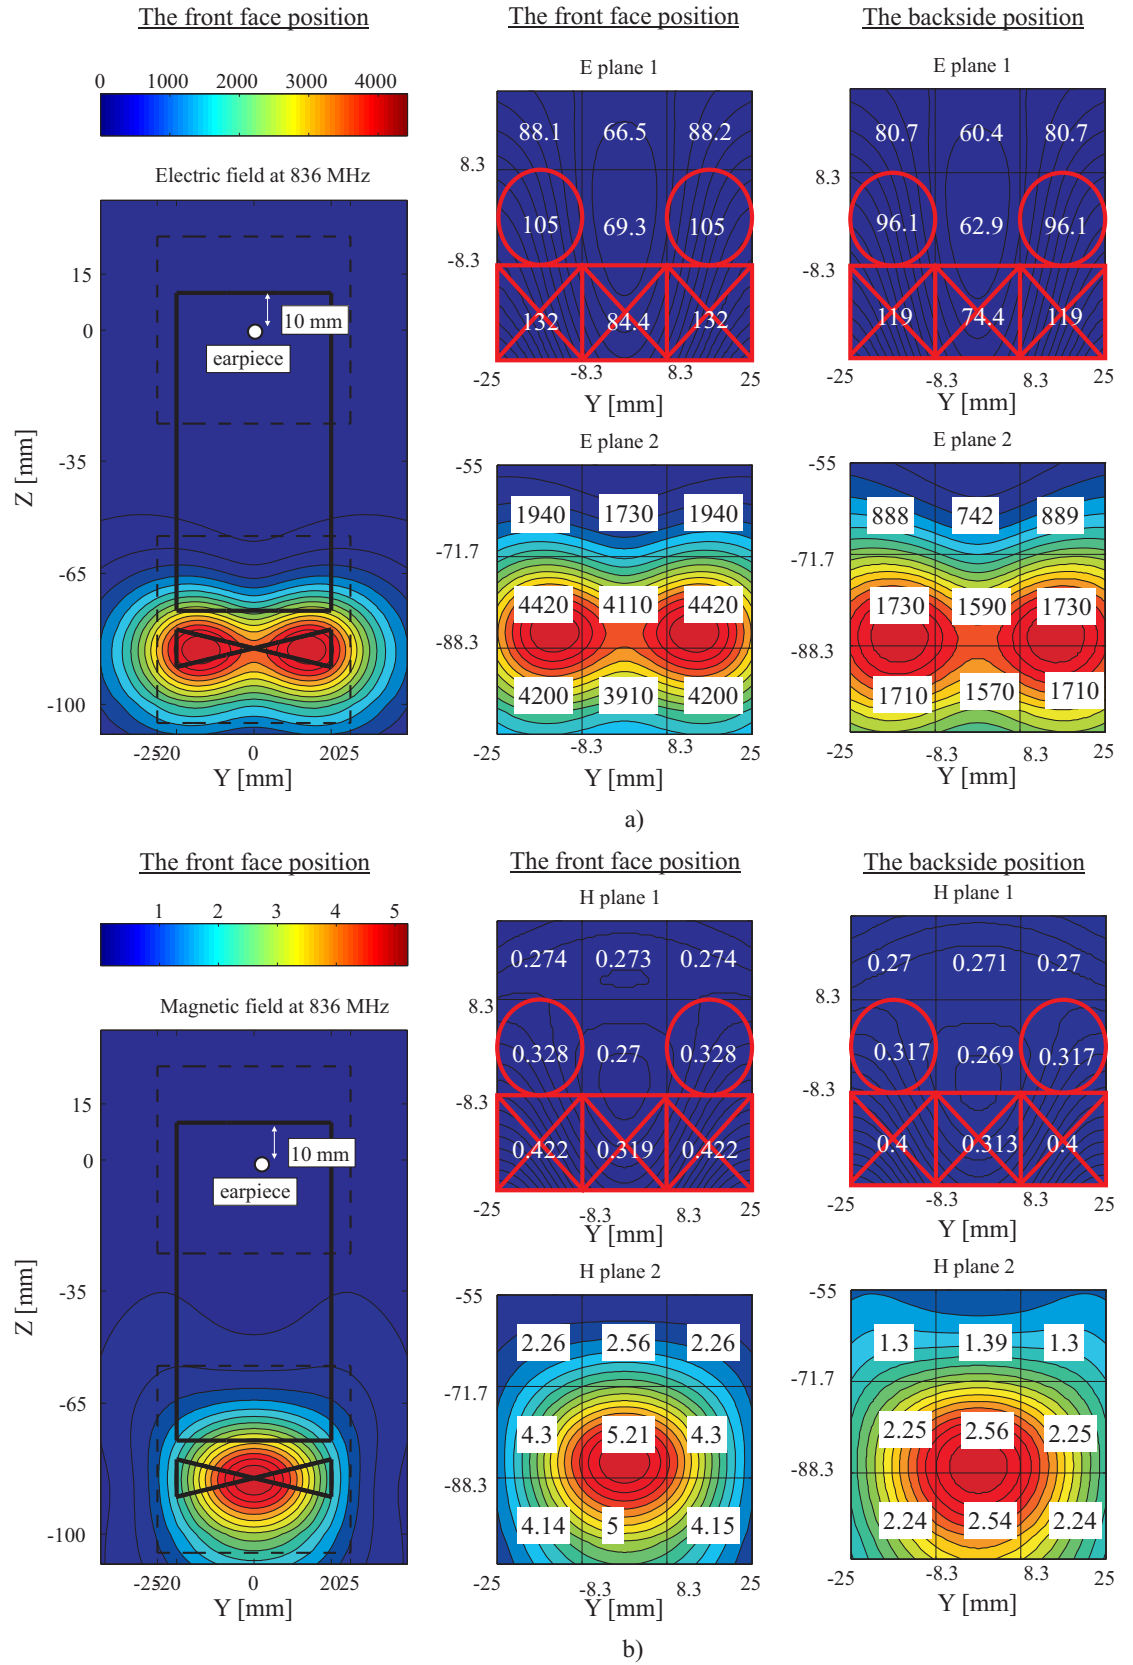 The front face position
The front face position
The backside position
0 1000 2000 3000 4000
Electric field at 836 MHz
15
0
-35
-65
-100
Z [mm]
10 mm
earpiece
-25 -20 0 20 25
Y [mm]
E plane 1
88.1 66.5 88.2
8.3
105 69.3 105
-8.3
132 84.4 132
-25 -8.3 8.3 25
Y [mm]
E plane 1
80.7 60.4 80.7
8.3
96.1 62.9 96.1
-8.3
119 74.4 119
-25 -8.3 8.3 25
Y [mm]
E plane 2
-55
1940 1730 1940
-71.7
4420 4110 4420
-88.3
4200 3910 4200
-25 -8.3 8.3 25
Y [mm]
E plane 2
-55
888 742 889
-71.7
1730 1590 1730
-88.3
1710 1570 1710
-25 -8.3 8.3 25
Y [mm]
a)
The front face position
The front face position
The backside position
1 2 3 4 5
Magnetic field at 836 MHz
15
0
-35
-65
-100
Z [mm]
10 mm
earpiece
-25 -20 0 20 25
Y [mm]
H plane 1
0.274 0.273 0.274
8.3
0.328 0.27 0.328
-8.3
0.422 0.319 0.422
-25 -8.3 8.3 25
Y [mm]
H plane 1
0.27 0.271 0.27
8.3
0.317 0.269 0.317
-8.3
0.4 0.313 0.4
-25 -8.3 8.3 25
Y [mm]
H plane 2
-55
2.26 2.56 2.26
-71.7
4.3 5.21 4.3
-88.3
4.14 5 4.15
-25 -8.3 8.3 25
Y [mm]
H plane 2
-55
1.3 1.39 1.3
-71.7
2.25 2.56 2.25
-88.3
2.24 2.54 2.24
-25 -8.3 8.3 25
Y [mm]
b)